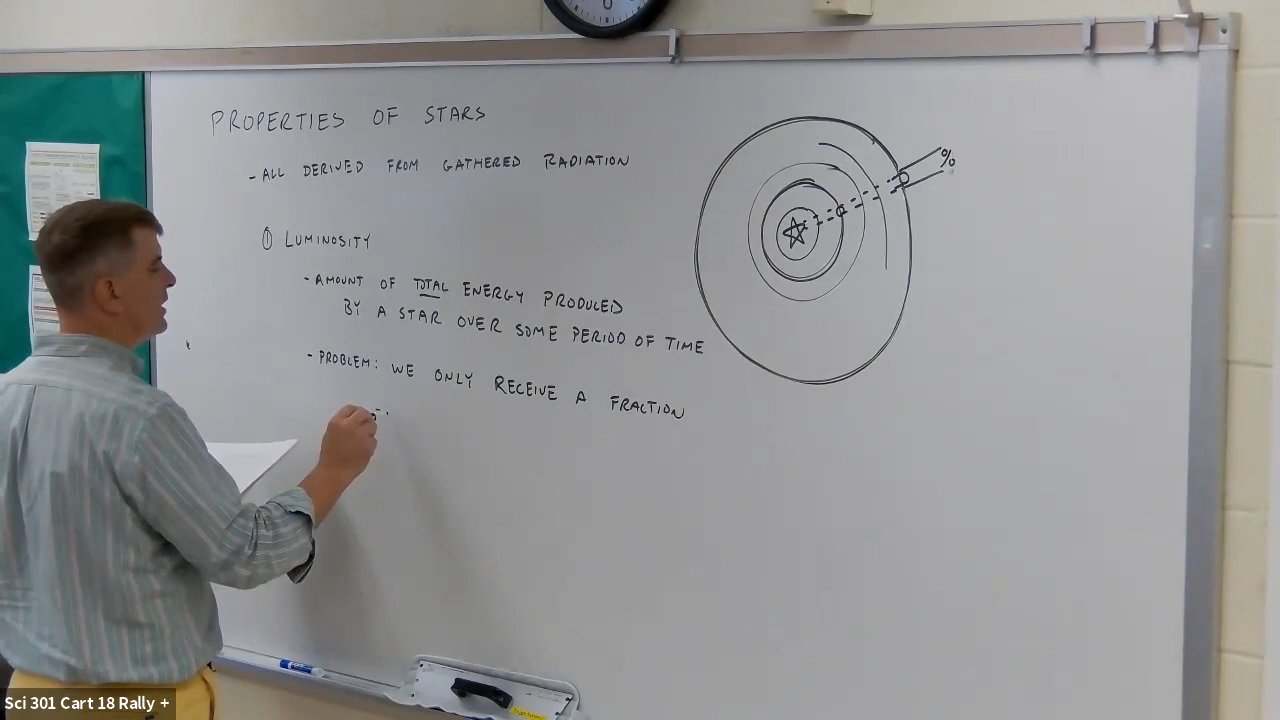 PROPERTIES OF STARS
- ALL DERIVED FROM GATHERED RADIATION
① LUMINOSITY
- AMOUNT OF TOTAL ENERGY PRODUCED
BY A STAR OVER SOME PERIOD OF TIME
- PROBLEM: WE ONLY RECEIVE A FRACTION
%
Sci 301 Cart 18 Rally +